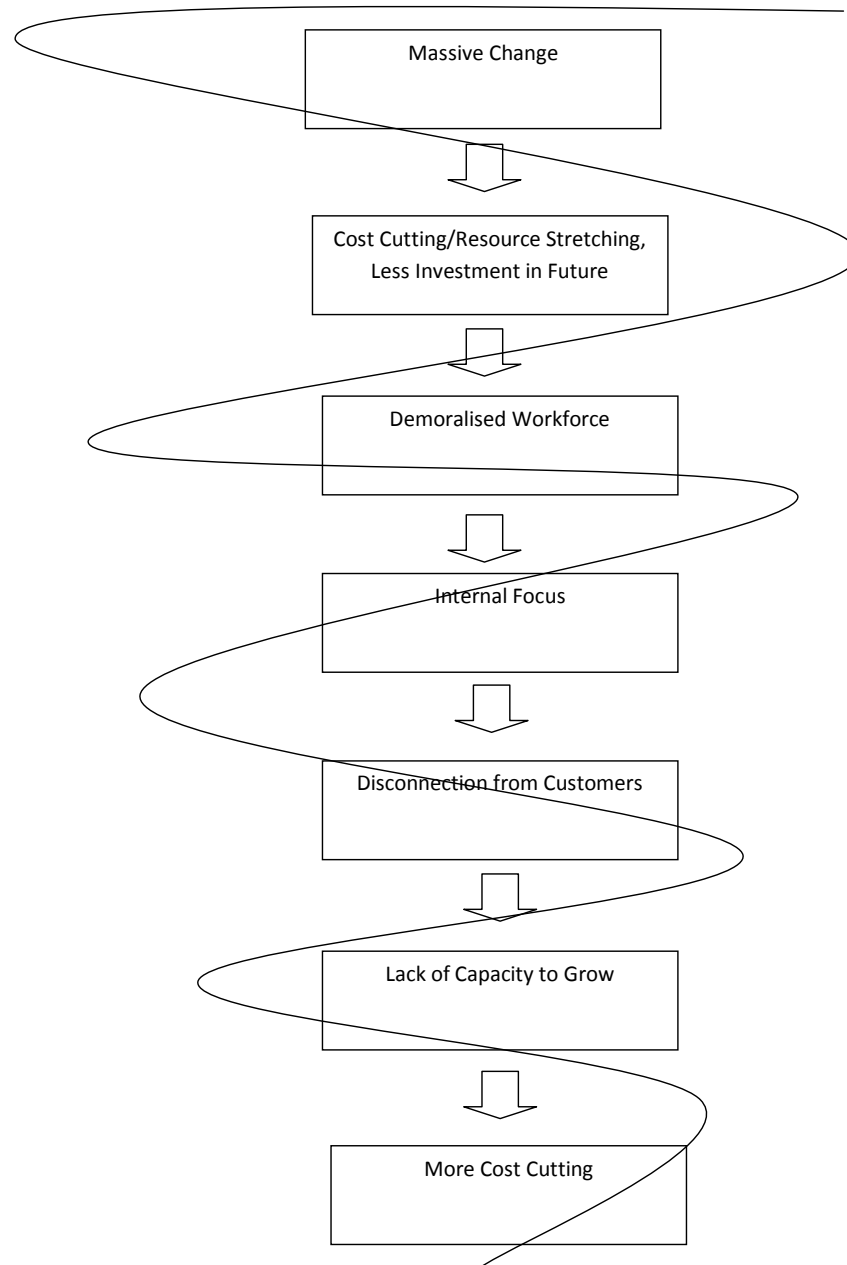 Massive Change
Cost Cutting/Resource Stretching,
Less Investment in Future
Demoralised Workforce
Internal Focus
Disconnection from Customers
Lack of Capacity to Grow
More Cost Cutting